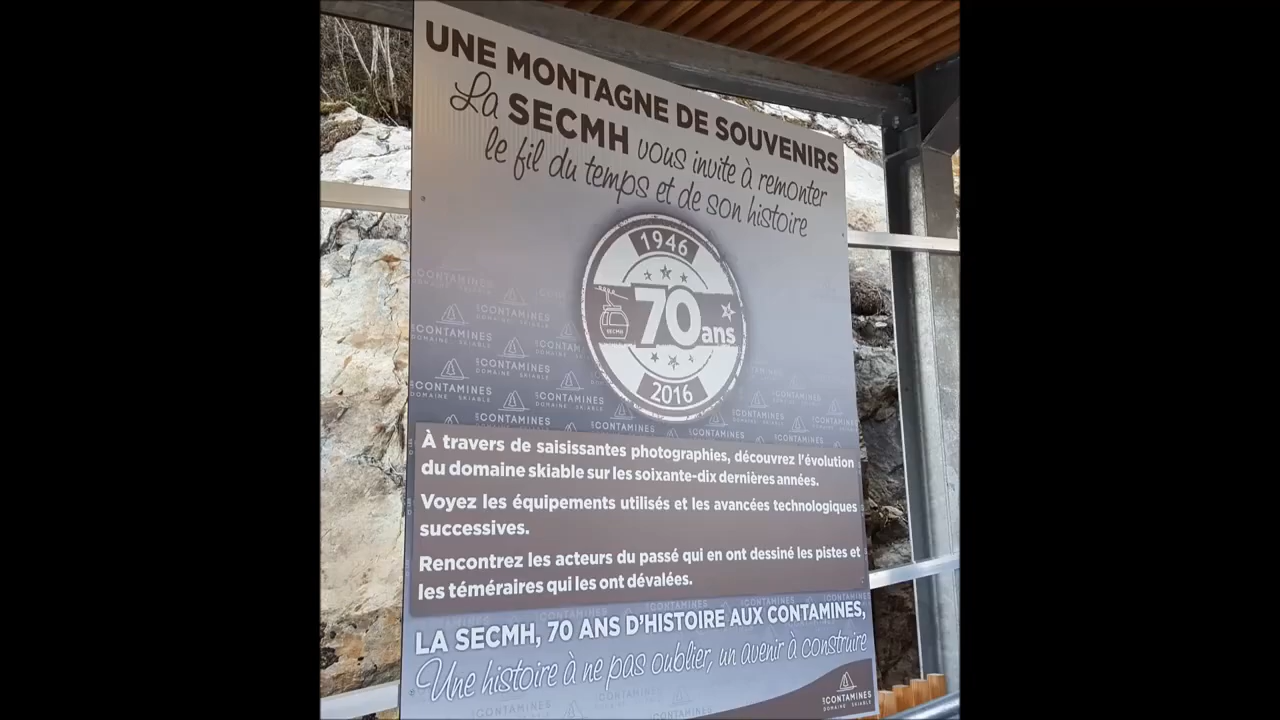 UNE MONTAGNE DE SOUVENIRS
La SECMH vous invite à remonter
le fil du temps et de son histoire
1946
70 ans
SECMH
2016
À travers de saisissantes photographies, découvrez l'évolution
du domaine skiable sur les soixante-dix dernières années.
Voyez les équipements utilisés et les avancées technologiques
successives.
Rencontrez les acteurs du passé qui en ont dessiné les pistes et
les téméraires qui les ont dévalées.
LA SECMH, 70 ANS D'HISTOIRE AUX CONTAMINES,
Une histoire à ne pas oublier, un avenir à construire
LES CONTAMINES
DOMAINE SKIABLE